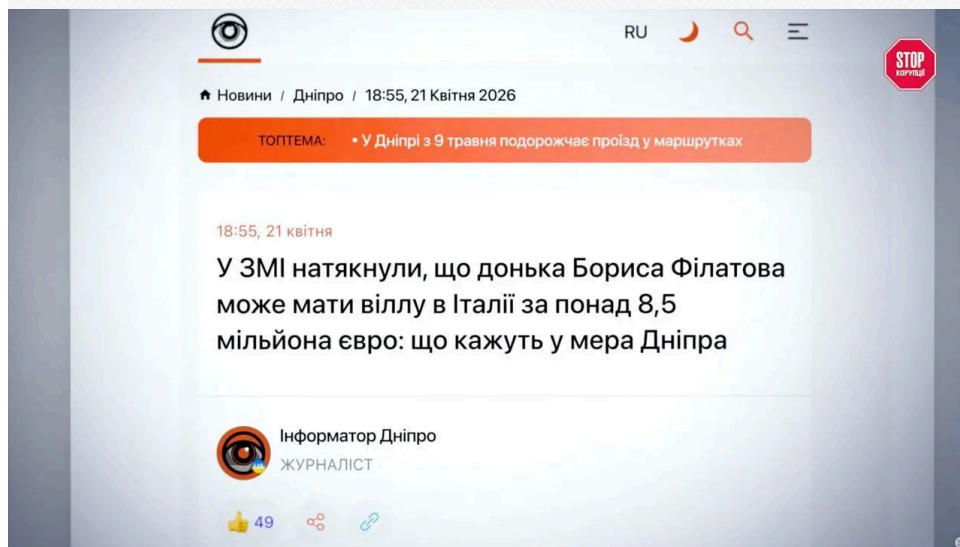 RU
STOP
КОРУПЦІЇ
Новини / Дніпро / 18:55, 21 Квітня 2026
ТОПТЕМА: • У Дніпрі з 9 травня подорожчає проїзд у маршрутках
18:55, 21 квітня
У ЗМІ натякнули, що донька Бориса Філатова
може мати віллу в Італії за понад 8,5
мільйона євро: що кажуть у мера Дніпра
Інформатор Дніпро
ЖУРНАЛІСТ
49